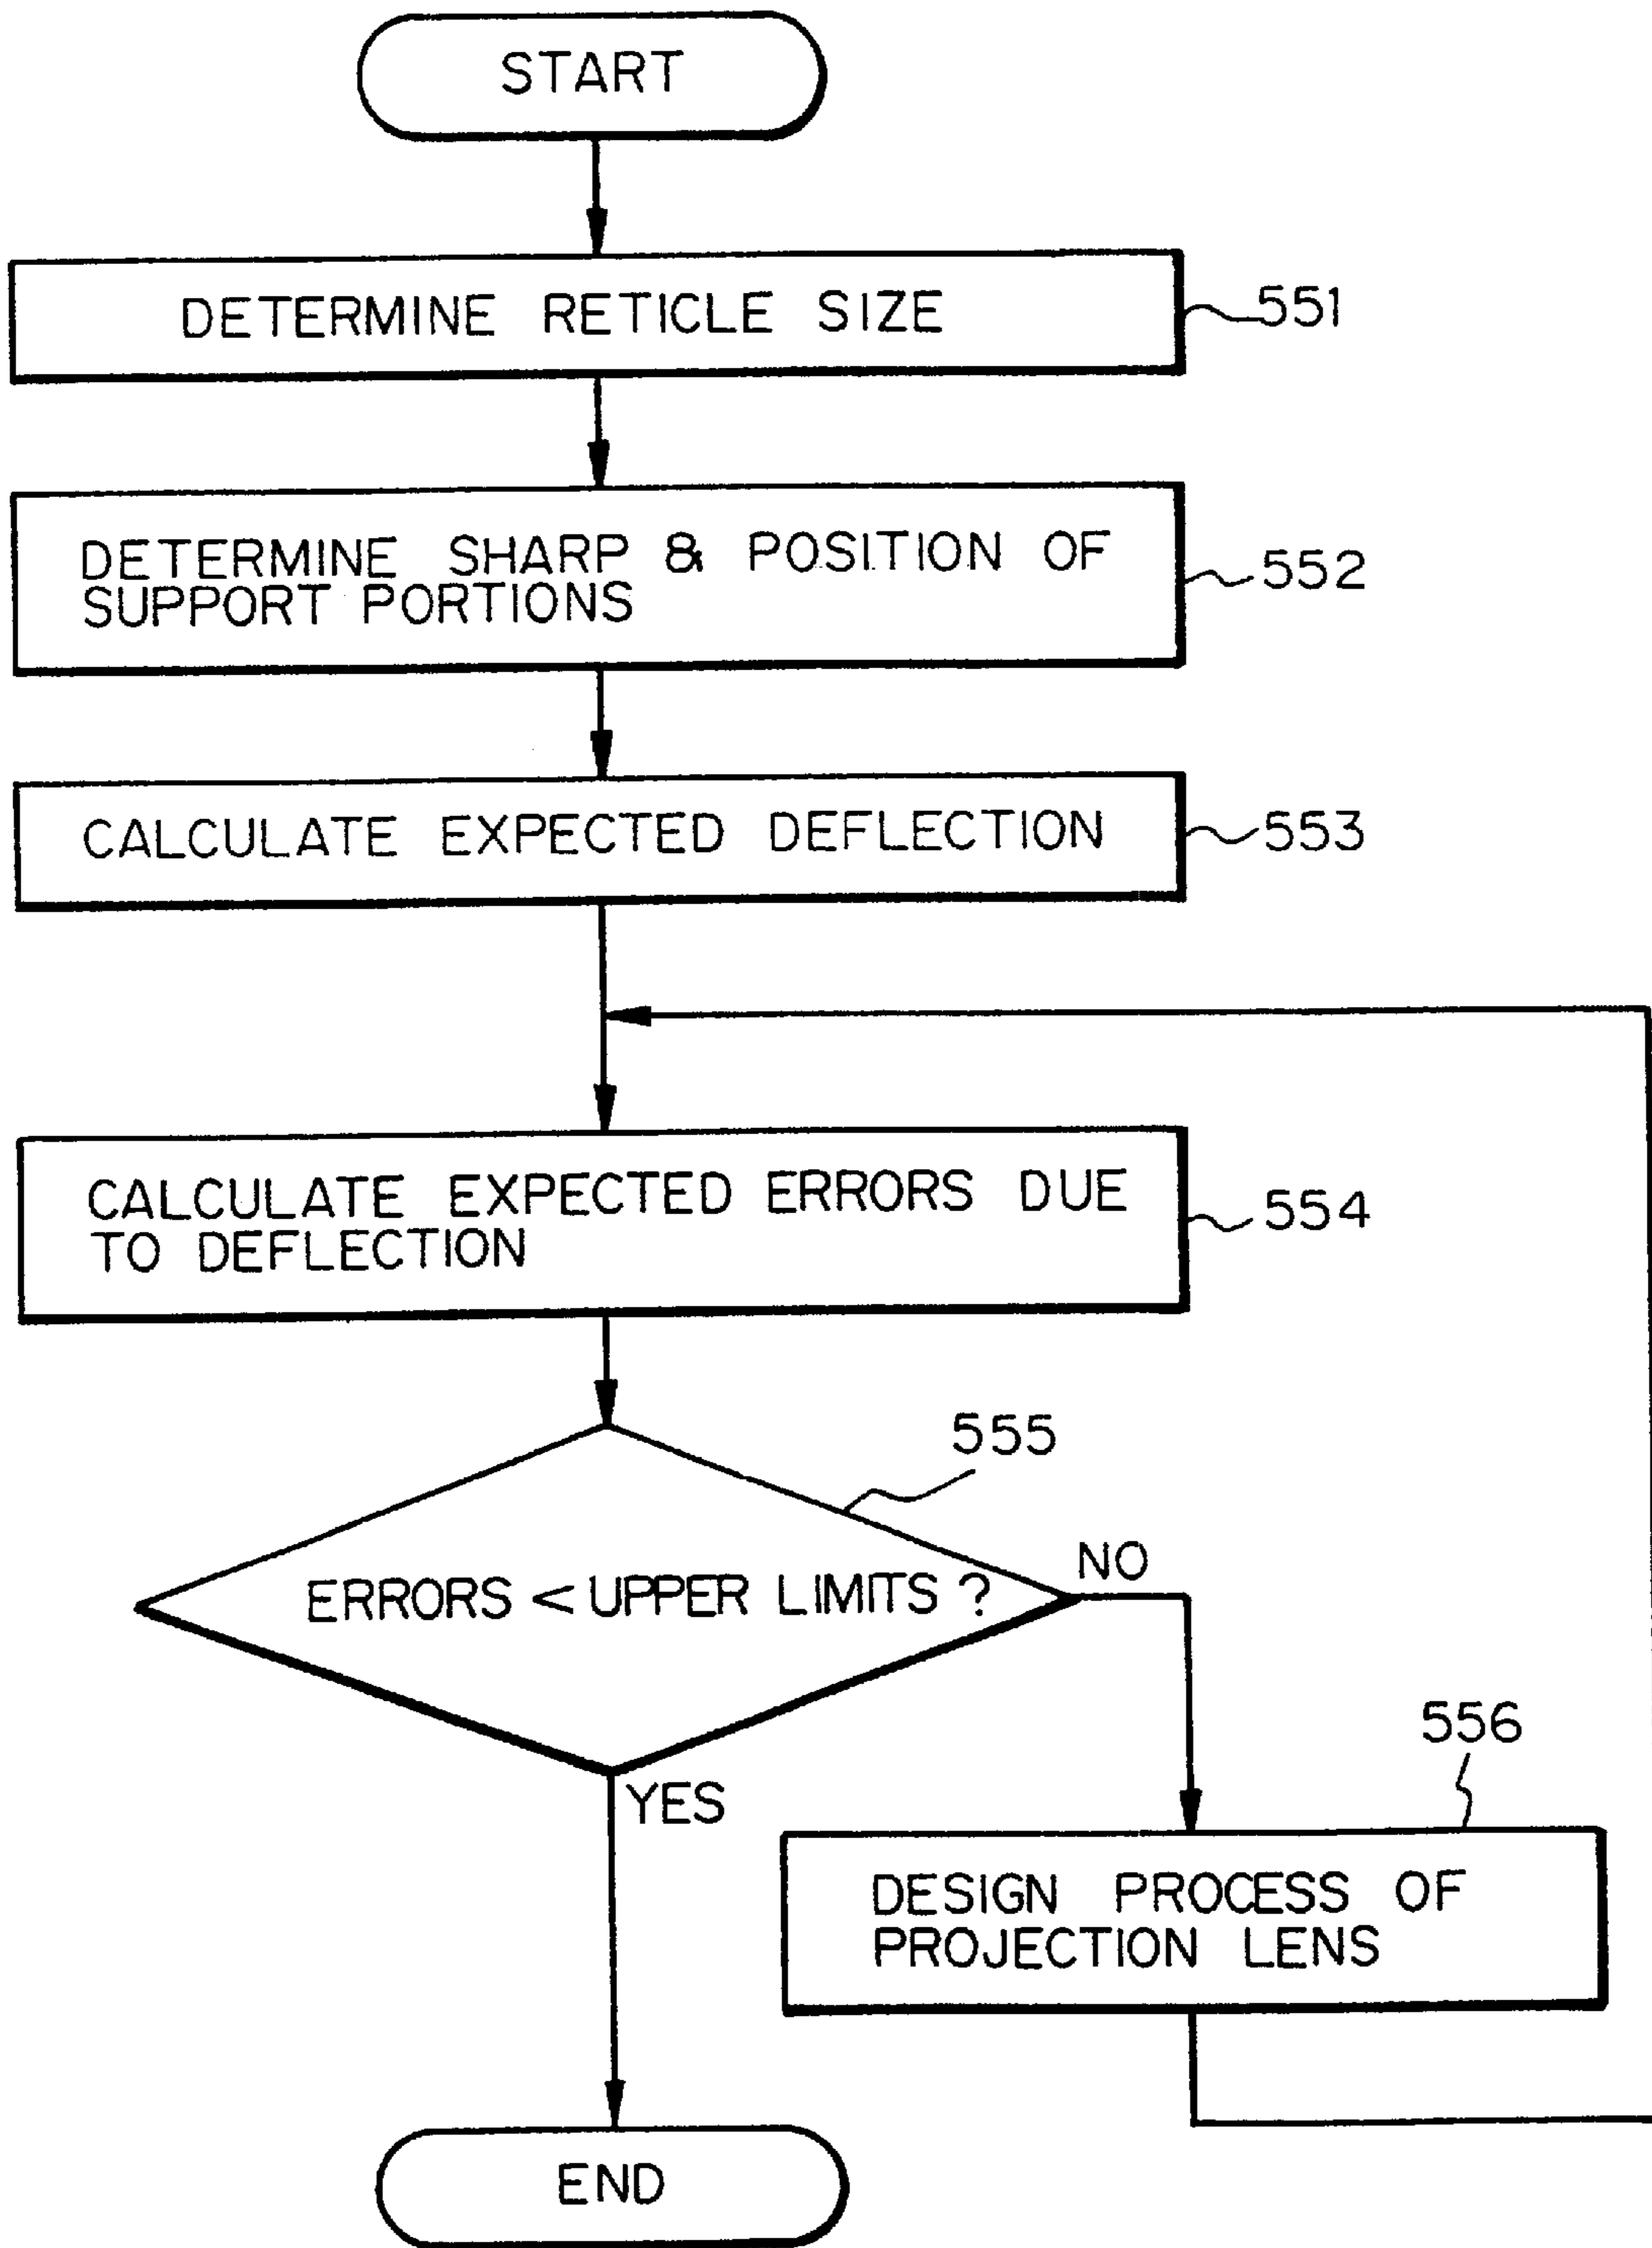 START
DETERMINE RETICLE SIZE
551
DETERMINE SHARP & POSITION OF
SUPPORT PORTIONS
552
CALCULATE EXPECTED DEFLECTION
553
CALCULATE EXPECTED ERRORS DUE
TO DEFLECTION
554
555
ERRORS < UPPER LIMITS ?
NO
YES
556
DESIGN PROCESS OF
PROJECTION LENS
END